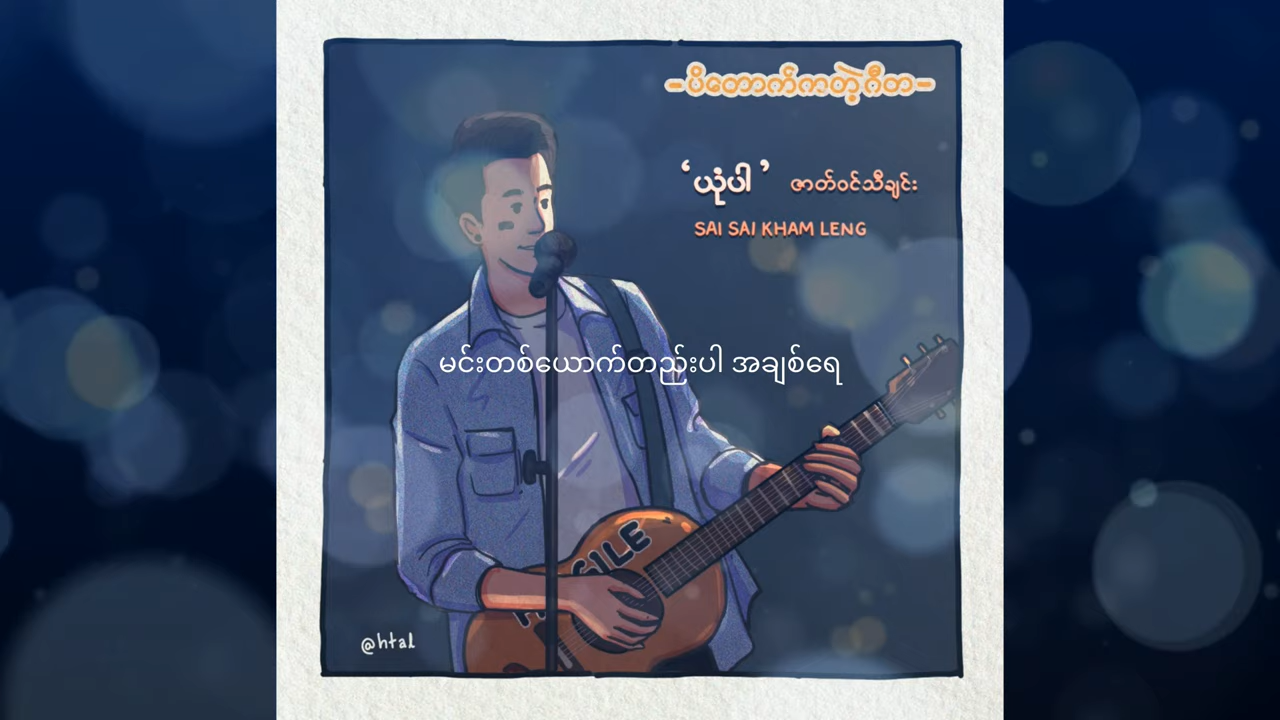 -ပိတောက်ကတဲ့ဂီတ-
‘ယုံပါ’ ဇာတ်ဝင်သီချင်း
SAI SAI KHAM LENG
မင်းတစ်ယောက်တည်းပါ အချစ်ရေ
GILE
@htal